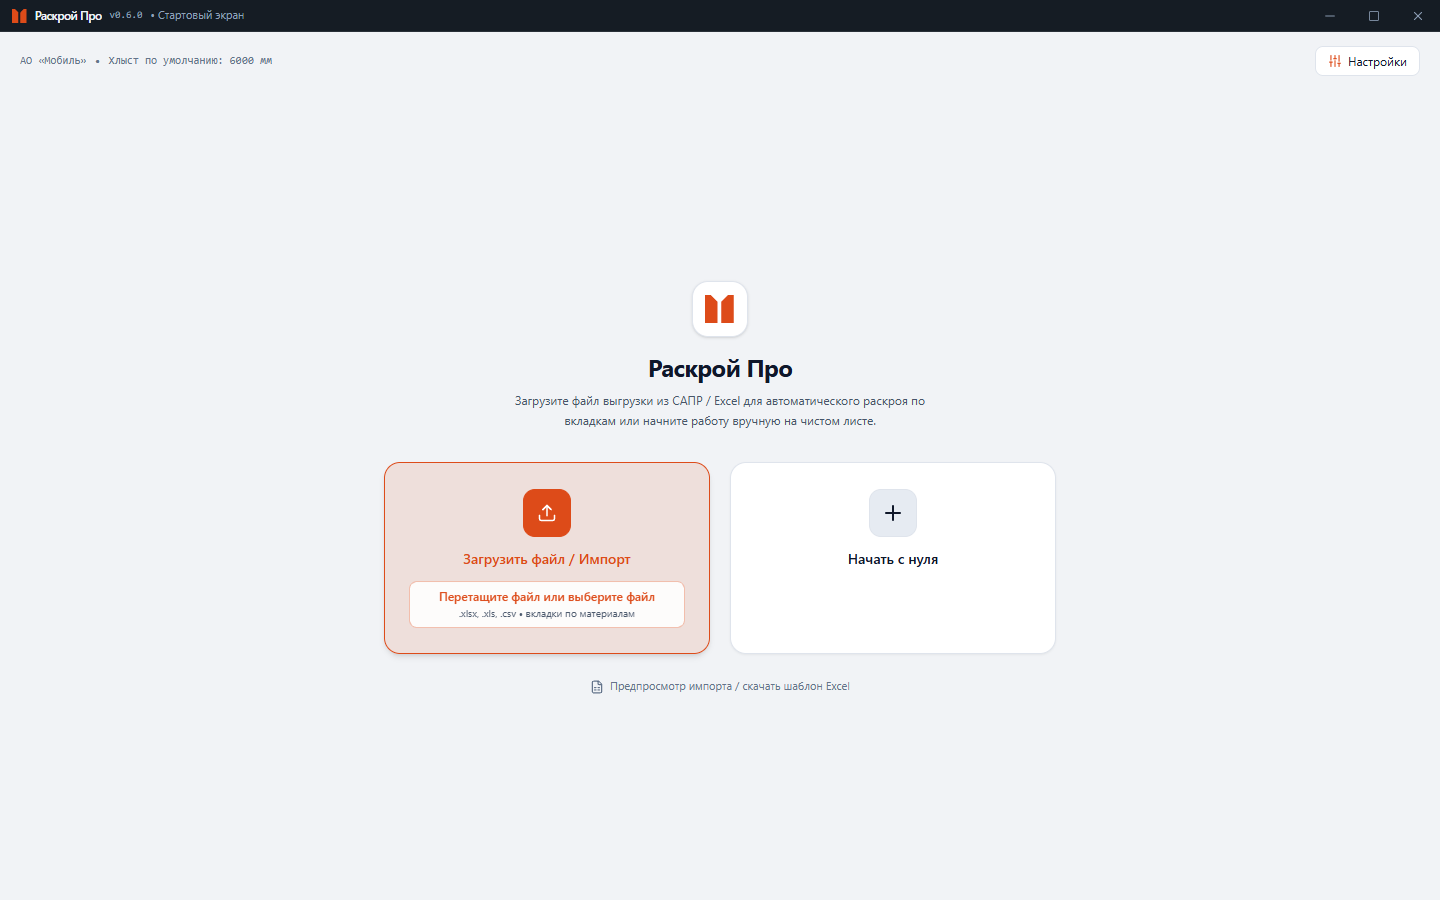 Раскрой Про v0.6.0 • Стартовый экран
АО «Мобиль» • Хлыст по умолчанию: 6000 мм
Настройки
Раскрой Про
Загрузите файл выгрузки из САПР / Excel для автоматического раскроя по
вкладкам или начните работу вручную на чистом листе.
Загрузить файл / Импорт
Перетащите файл или выберите файл
.xlsx, .xls, .csv • вкладки по материалам
Начать с нуля
Предпросмотр импорта / скачать шаблон Excel